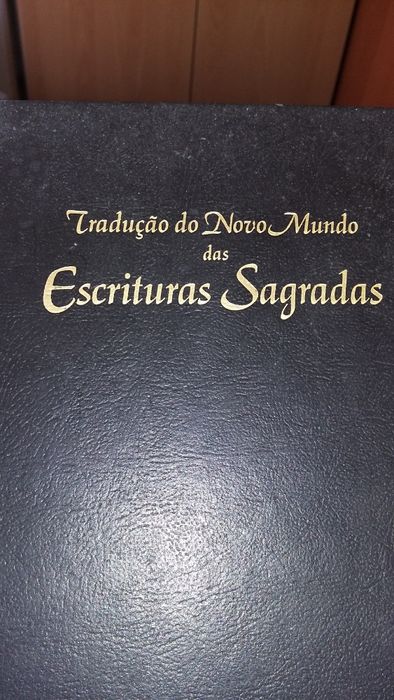 Tradução do Novo Mundo
das
Escrituras Sagradas